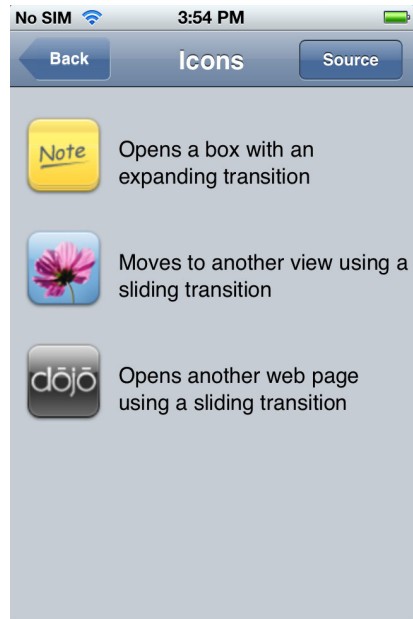 No SIM 3:54 PM
Back Icons Source
Note Opens a box with an
expanding transition
Moves to another view using a
sliding transition
dōjō Opens another web page
using a sliding transition